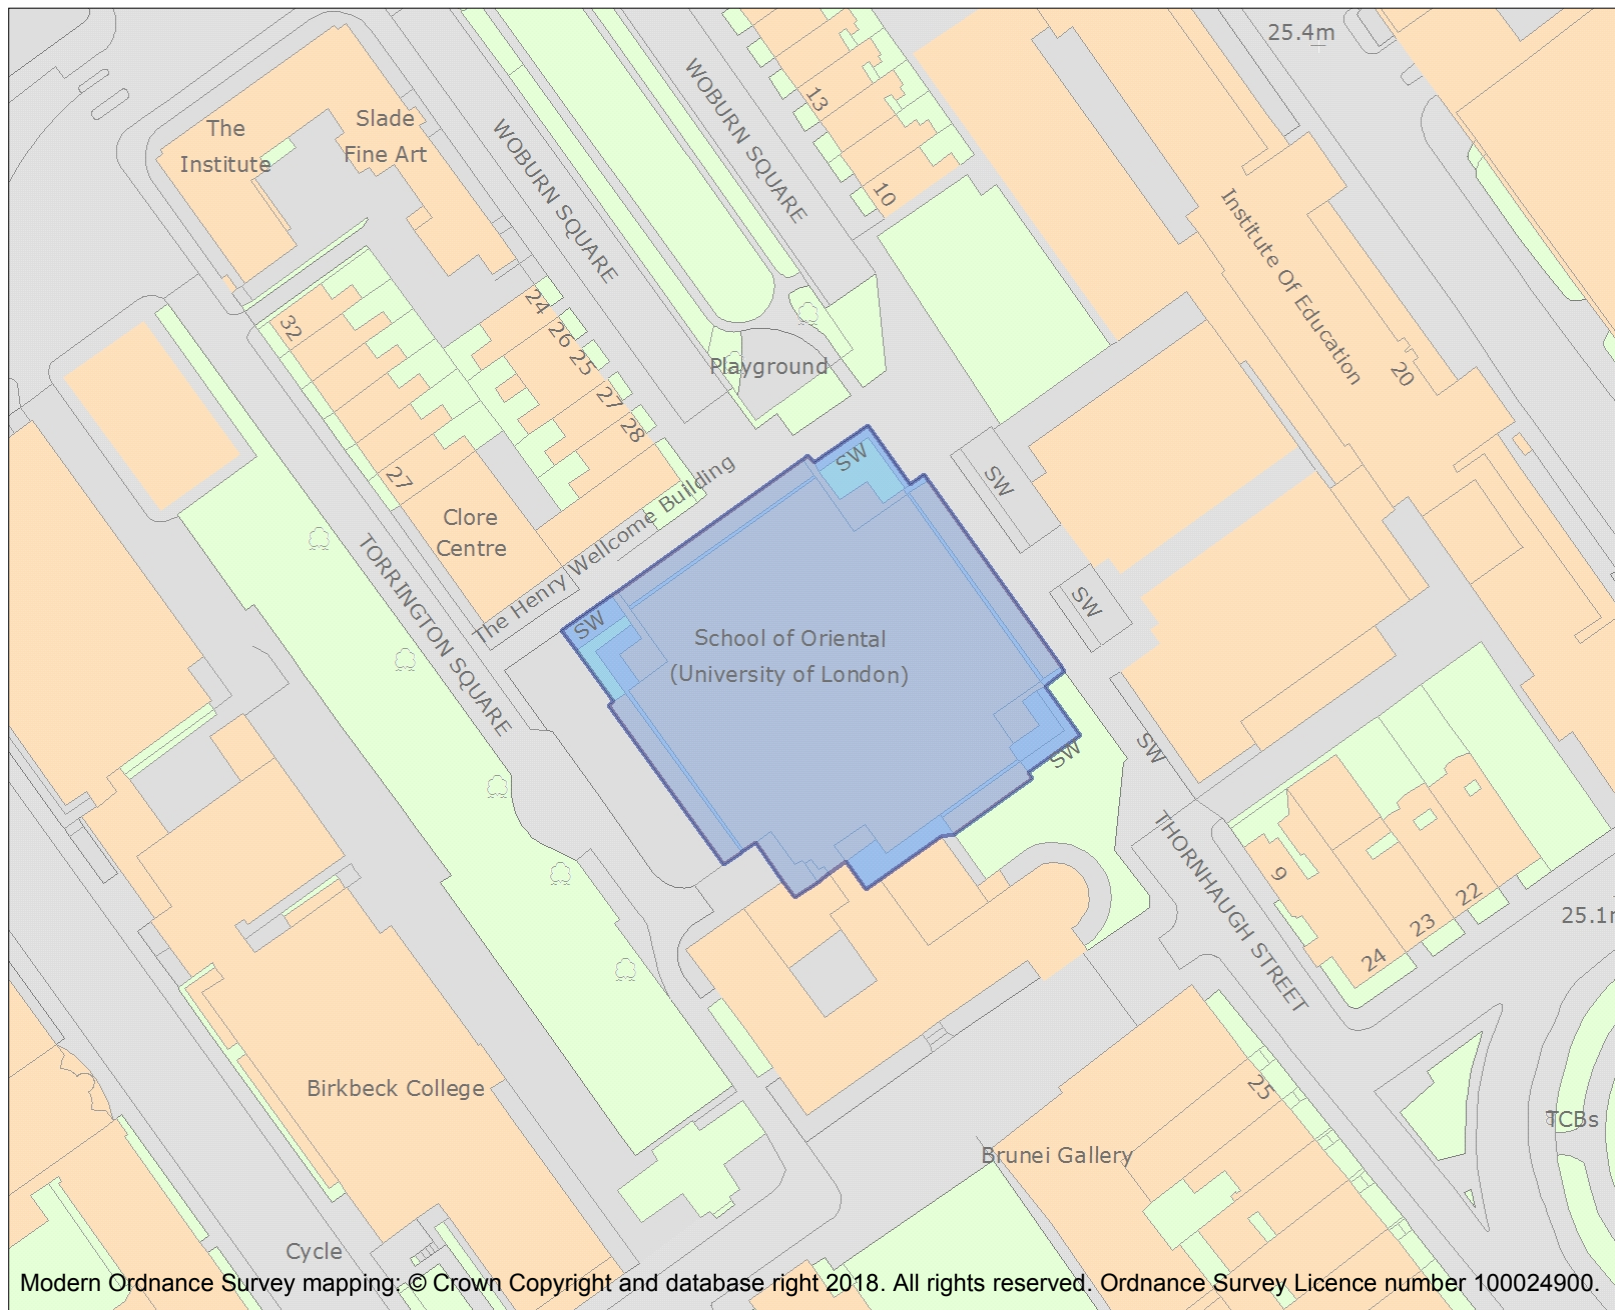 25.4m
The
Institute
Slade
Fine Art
WOBURN SQUARE
WOBURN SQUARE
13
10
Institute Of Education
20
32
24
26
25
27
28
Playground
27
Clore
Centre
The Henry Wellcome Building
SW
SW
SW
SW
School of Oriental
(University of London)
TORRINGTON SQUARE
SW
SW
THORNHAUGH STREET
9
22
23
24
25.1m
Birkbeck College
25
Brunei Gallery
TCBs
Cycle
Modern Ordnance Survey mapping: © Crown Copyright and database right 2018. All rights reserved. Ordnance Survey Licence number 100024900.